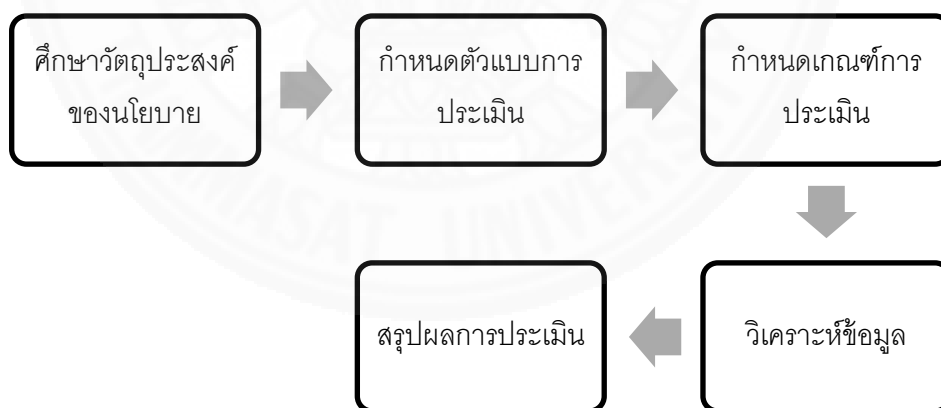 ศึกษาวัตถุประสงค์
ของนโยบาย
กำหนดตัวแบบการ
ประเมิน
กำหนดเกณฑ์การ
ประเมิน
วิเคราะห์ข้อมูล
สรุปผลการประเมิน